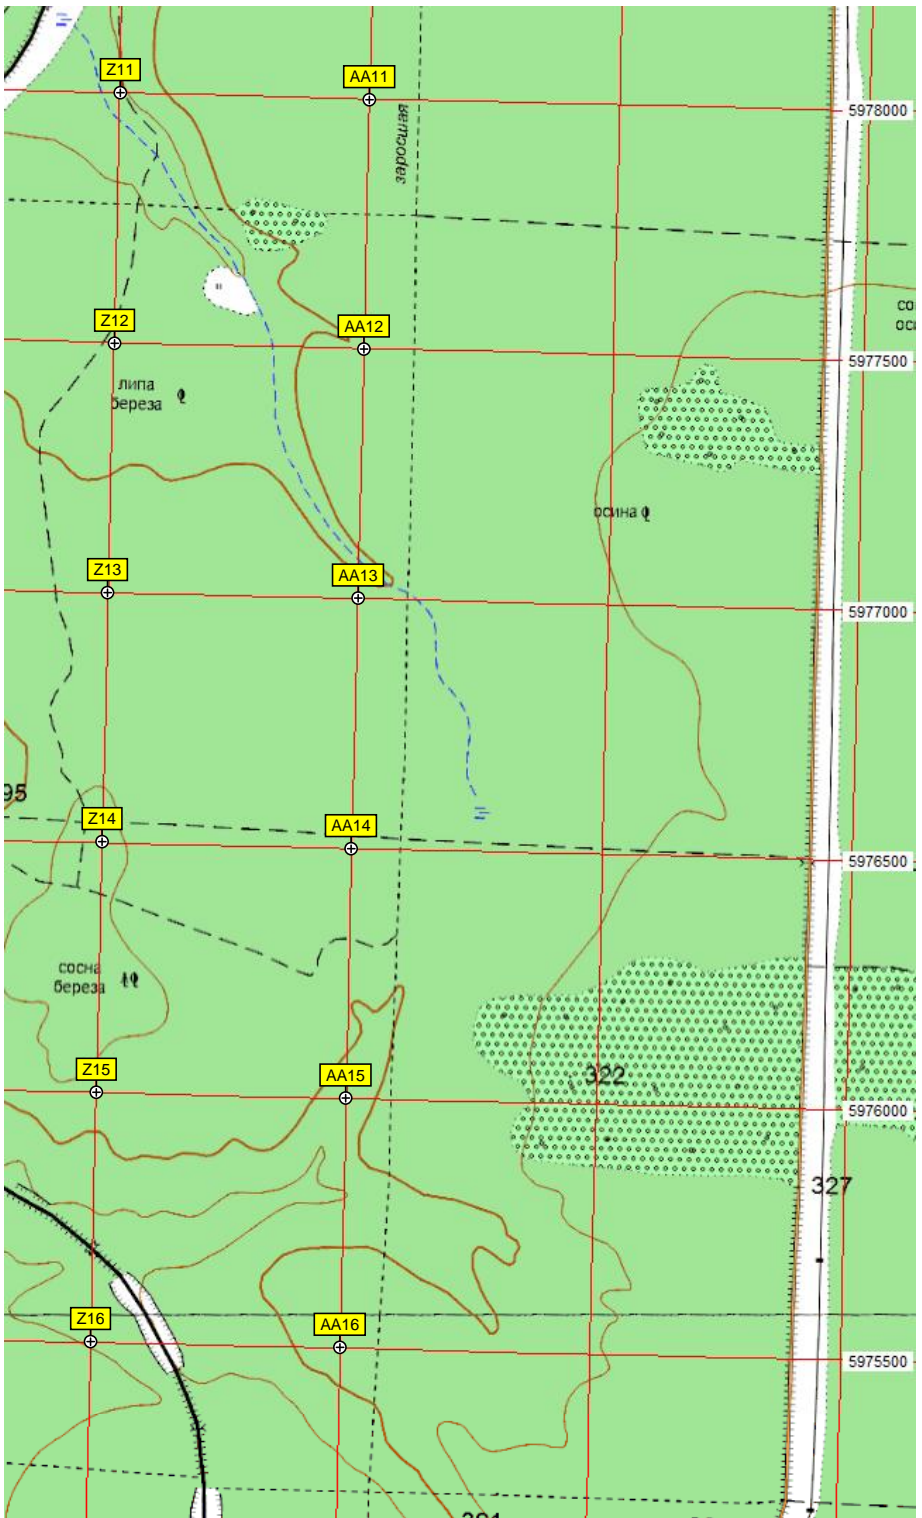 Z11
AA11
5978000
заросшая
со
ос
Z12
AA12
5977500
липа
береза
осина
Z13
AA13
5977000
95
Z14
AA14
5976500
сосна
береза
Z15
AA15
322
5976000
327
Z16
AA16
5975500